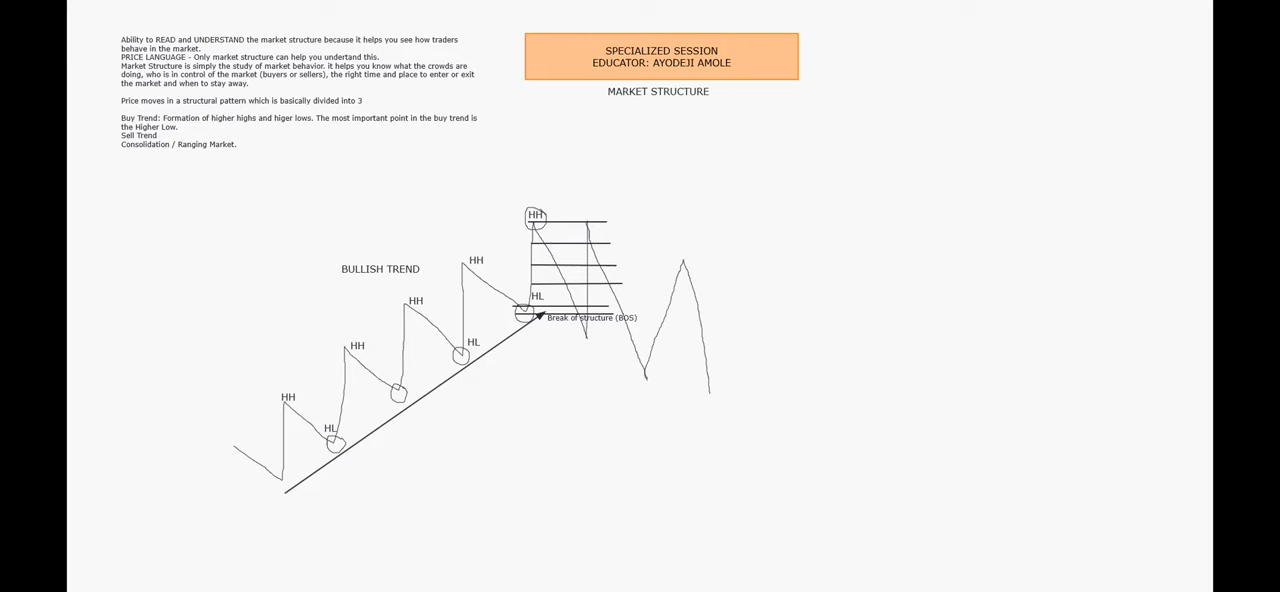 Ability to READ and UNDERSTAND the market structure because it helps you see how traders
behave in the market.
PRICE LANGUAGE - Only market structure can help you undertand this.
Market Structure is simply the study of market behavior. it helps you know what the crowds are
doing, who is in control of the market (buyers or sellers), the right time and place to enter or exit
the market and when to stay away.
Price moves in a structural pattern which is basically divided into 3
Buy Trend: Formation of higher highs and higer lows. The most important point in the buy trend is
the Higher Low.
Sell Trend
Consolidation / Ranging Market.
SPECIALIZED SESSION
EDUCATOR: AYODEJI AMOLE
MARKET STRUCTURE
HH
HH
BULLISH TREND
HL
HH
Break of structure (BOS)
HL
HH
HH
HL